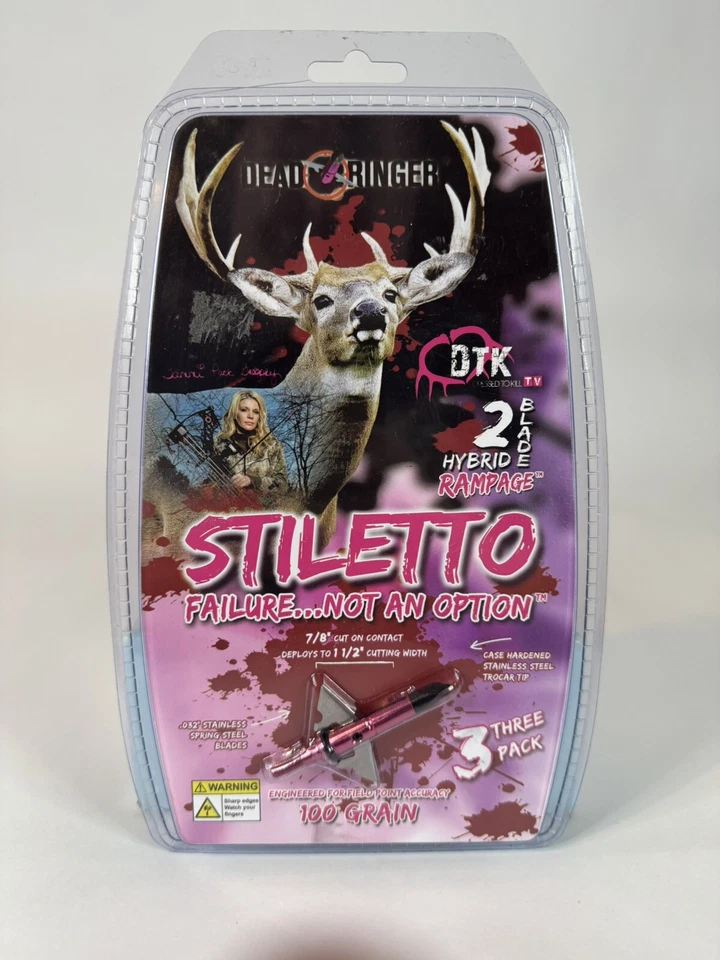 DEAD RINGER
DTK
DRESSED TO KILL TV
2 BLADE
HYBRID
RAMPAGE™
STILETTO
FAILURE...NOT AN OPTION™
7/8" CUT ON CONTACT
DEPLOYS TO 1 1/2" CUTTING WIDTH
CASE HARDENED
STAINLESS STEEL
TROCAR TIP
.032" STAINLESS
SPRING STEEL
BLADES
3 THREE
PACK
WARNING
Sharp edges
Watch your
fingers
ENGINEERED FOR FIELD POINT ACCURACY
100 GRAIN